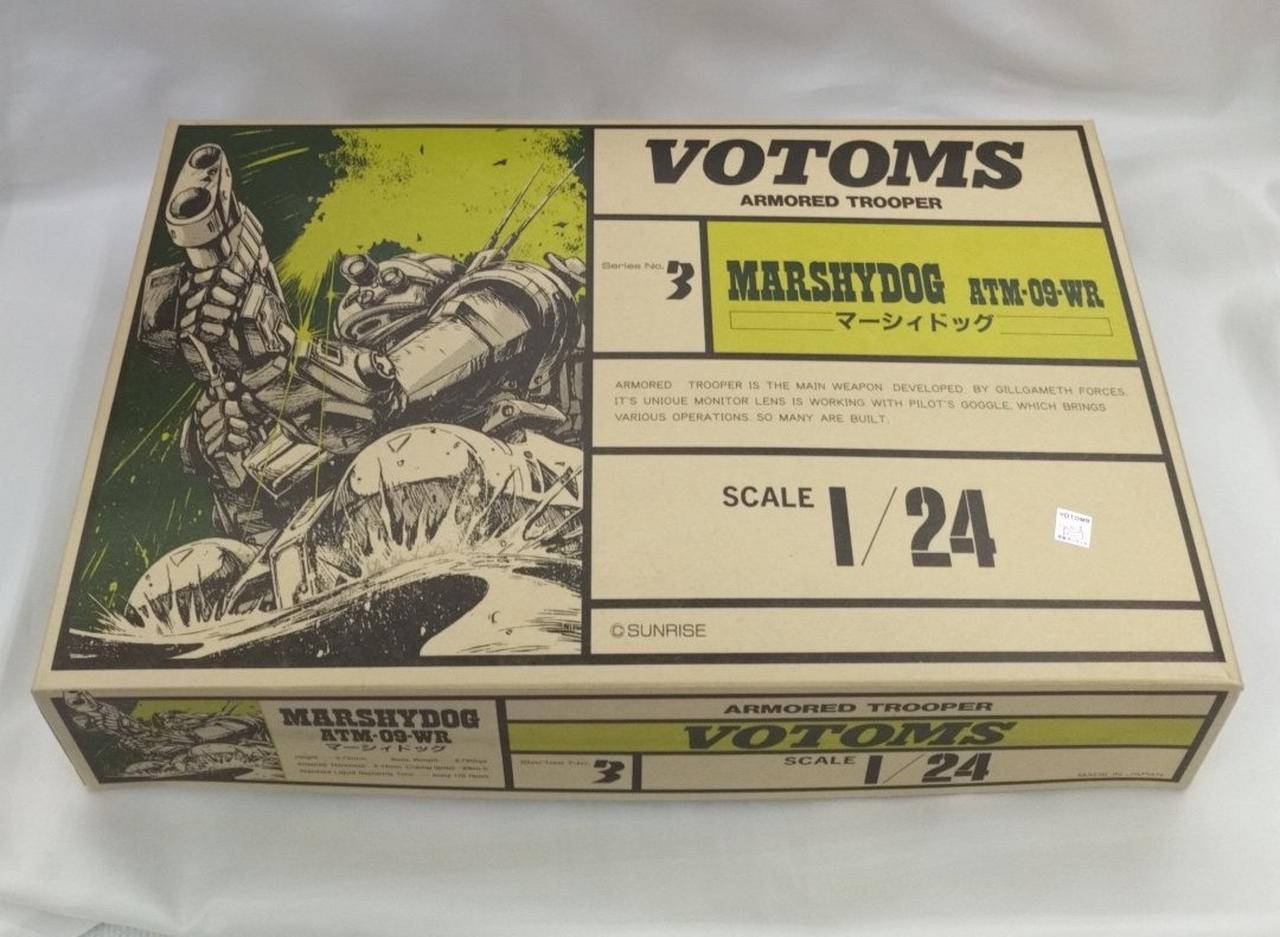 VOTOMS
ARMORED TROOPER
Series No. 3
MARSHYDOG ATM-09-WR
マーシィドッグ
ARMORED TROOPER IS THE MAIN WEAPON DEVELOPED BY GILLGAMETH FORCES.
IT'S UNIQUE MONITOR LENS IS WORKING WITH PILOT'S GOGGLE, WHICH BRINGS
VARIOUS OPERATIONS. SO MANY ARE BUILT.
SCALE 1/24
VOTOMS
©SUNRISE
MARSHYDOG
ATM-09-WR
マーシィドッグ
ARMORED TROOPER
VOTOMS
Series No. 3
SCALE 1/24
MADE IN JAPAN